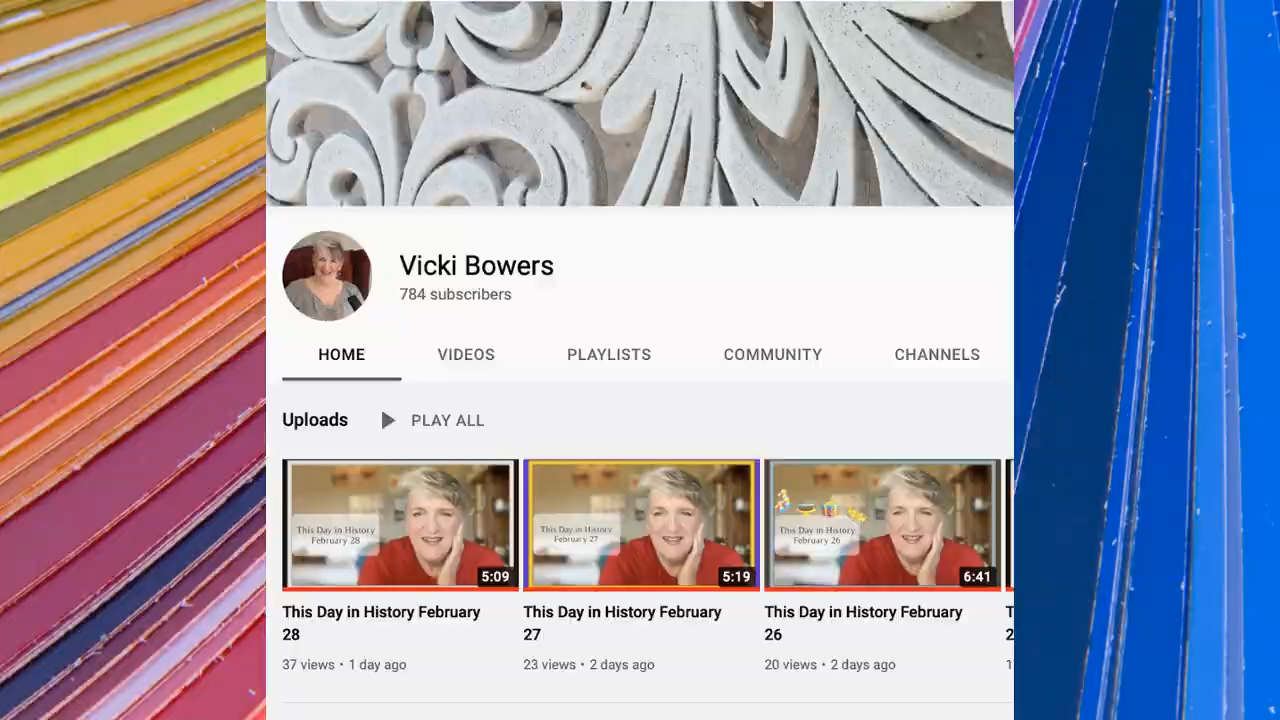 Vicki Bowers
784 subscribers
HOME VIDEOS PLAYLISTS COMMUNITY CHANNELS
Uploads PLAY ALL
This Day in History
February 28
5:09
This Day in History
February 27
5:19
This Day in History
February 26
6:41
This Day in History February
28
37 views • 1 day ago
This Day in History February
27
23 views • 2 days ago
This Day in History February
26
20 views • 2 days ago